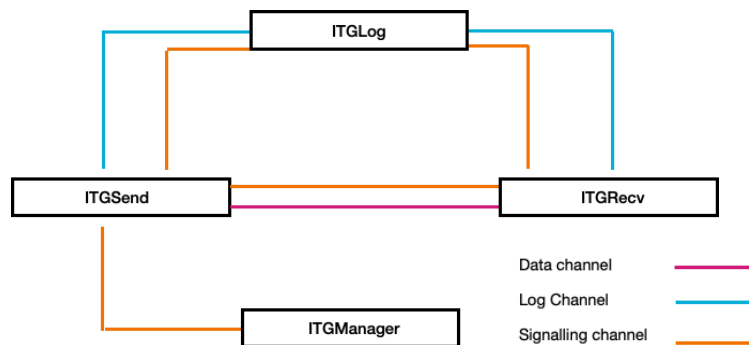 ITGLog
ITGSend
ITGRecv
Data channel
Log Channel
ITGManager
Signalling channel